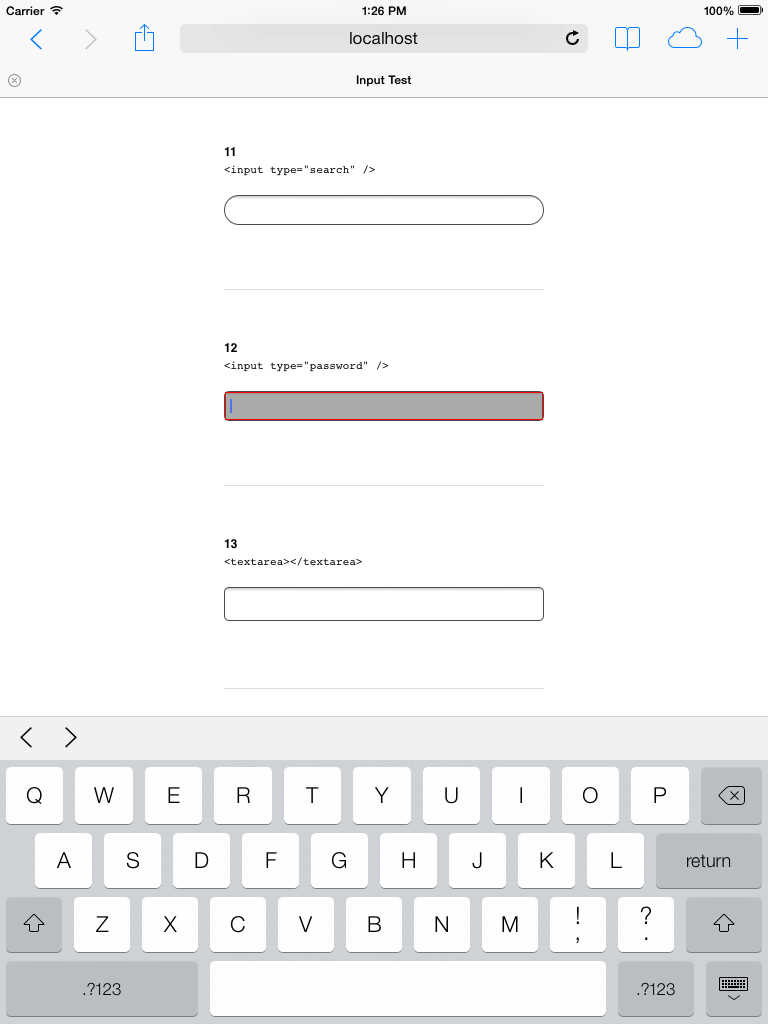 Carrier 1:26 PM 100%
localhost
Input Test
11
<input type="search" />
12
<input type="password" />
13
<textarea></textarea>
Q W E R T Y U I O P
A S D F G H J K L return
Z X C V B N M ! , ? .
.?123 .?123